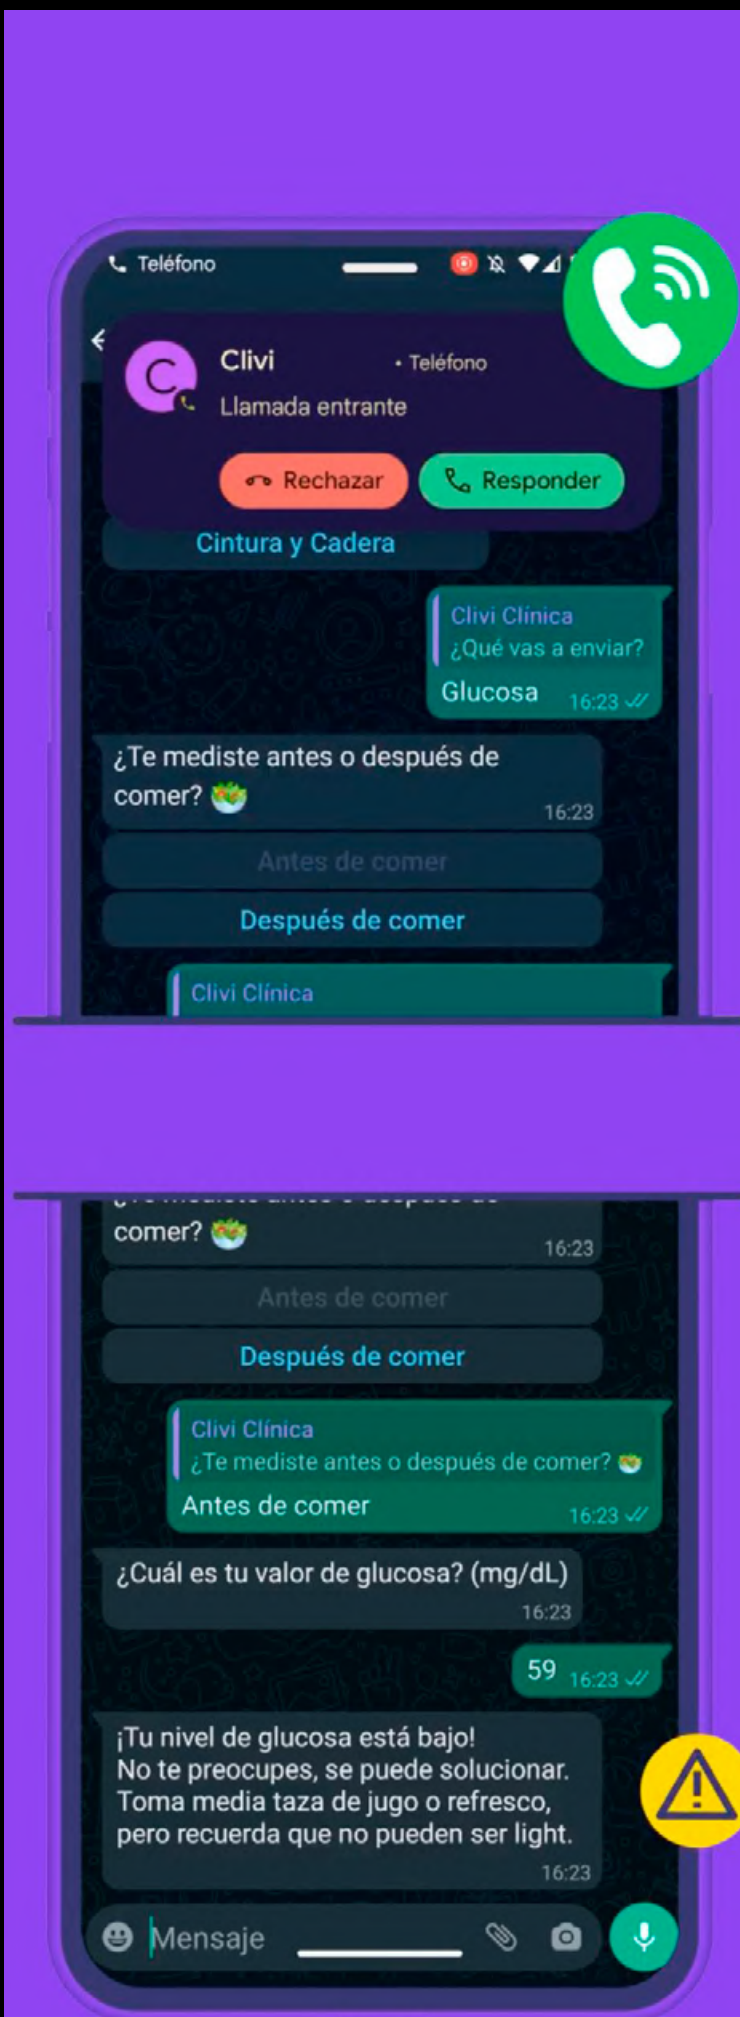 Teléfono
C
Clivi • Teléfono
Llamada entrante
Rechazar
Responder
Cintura y Cadera
Clivi Clínica
¿Qué vas a enviar?
Glucosa 16:23
¿Te mediste antes o después de
comer?
16:23
Antes de comer
Después de comer
Clivi Clínica
comer?
16:23
Antes de comer
Después de comer
Clivi Clínica
¿Te mediste antes o después de comer?
Antes de comer 16:23
¿Cuál es tu valor de glucosa? (mg/dL)
16:23
59 16:23
¡Tu nivel de glucosa está bajo!
No te preocupes, se puede solucionar.
Toma media taza de jugo o refresco,
pero recuerda que no pueden ser light.
16:23
Mensaje